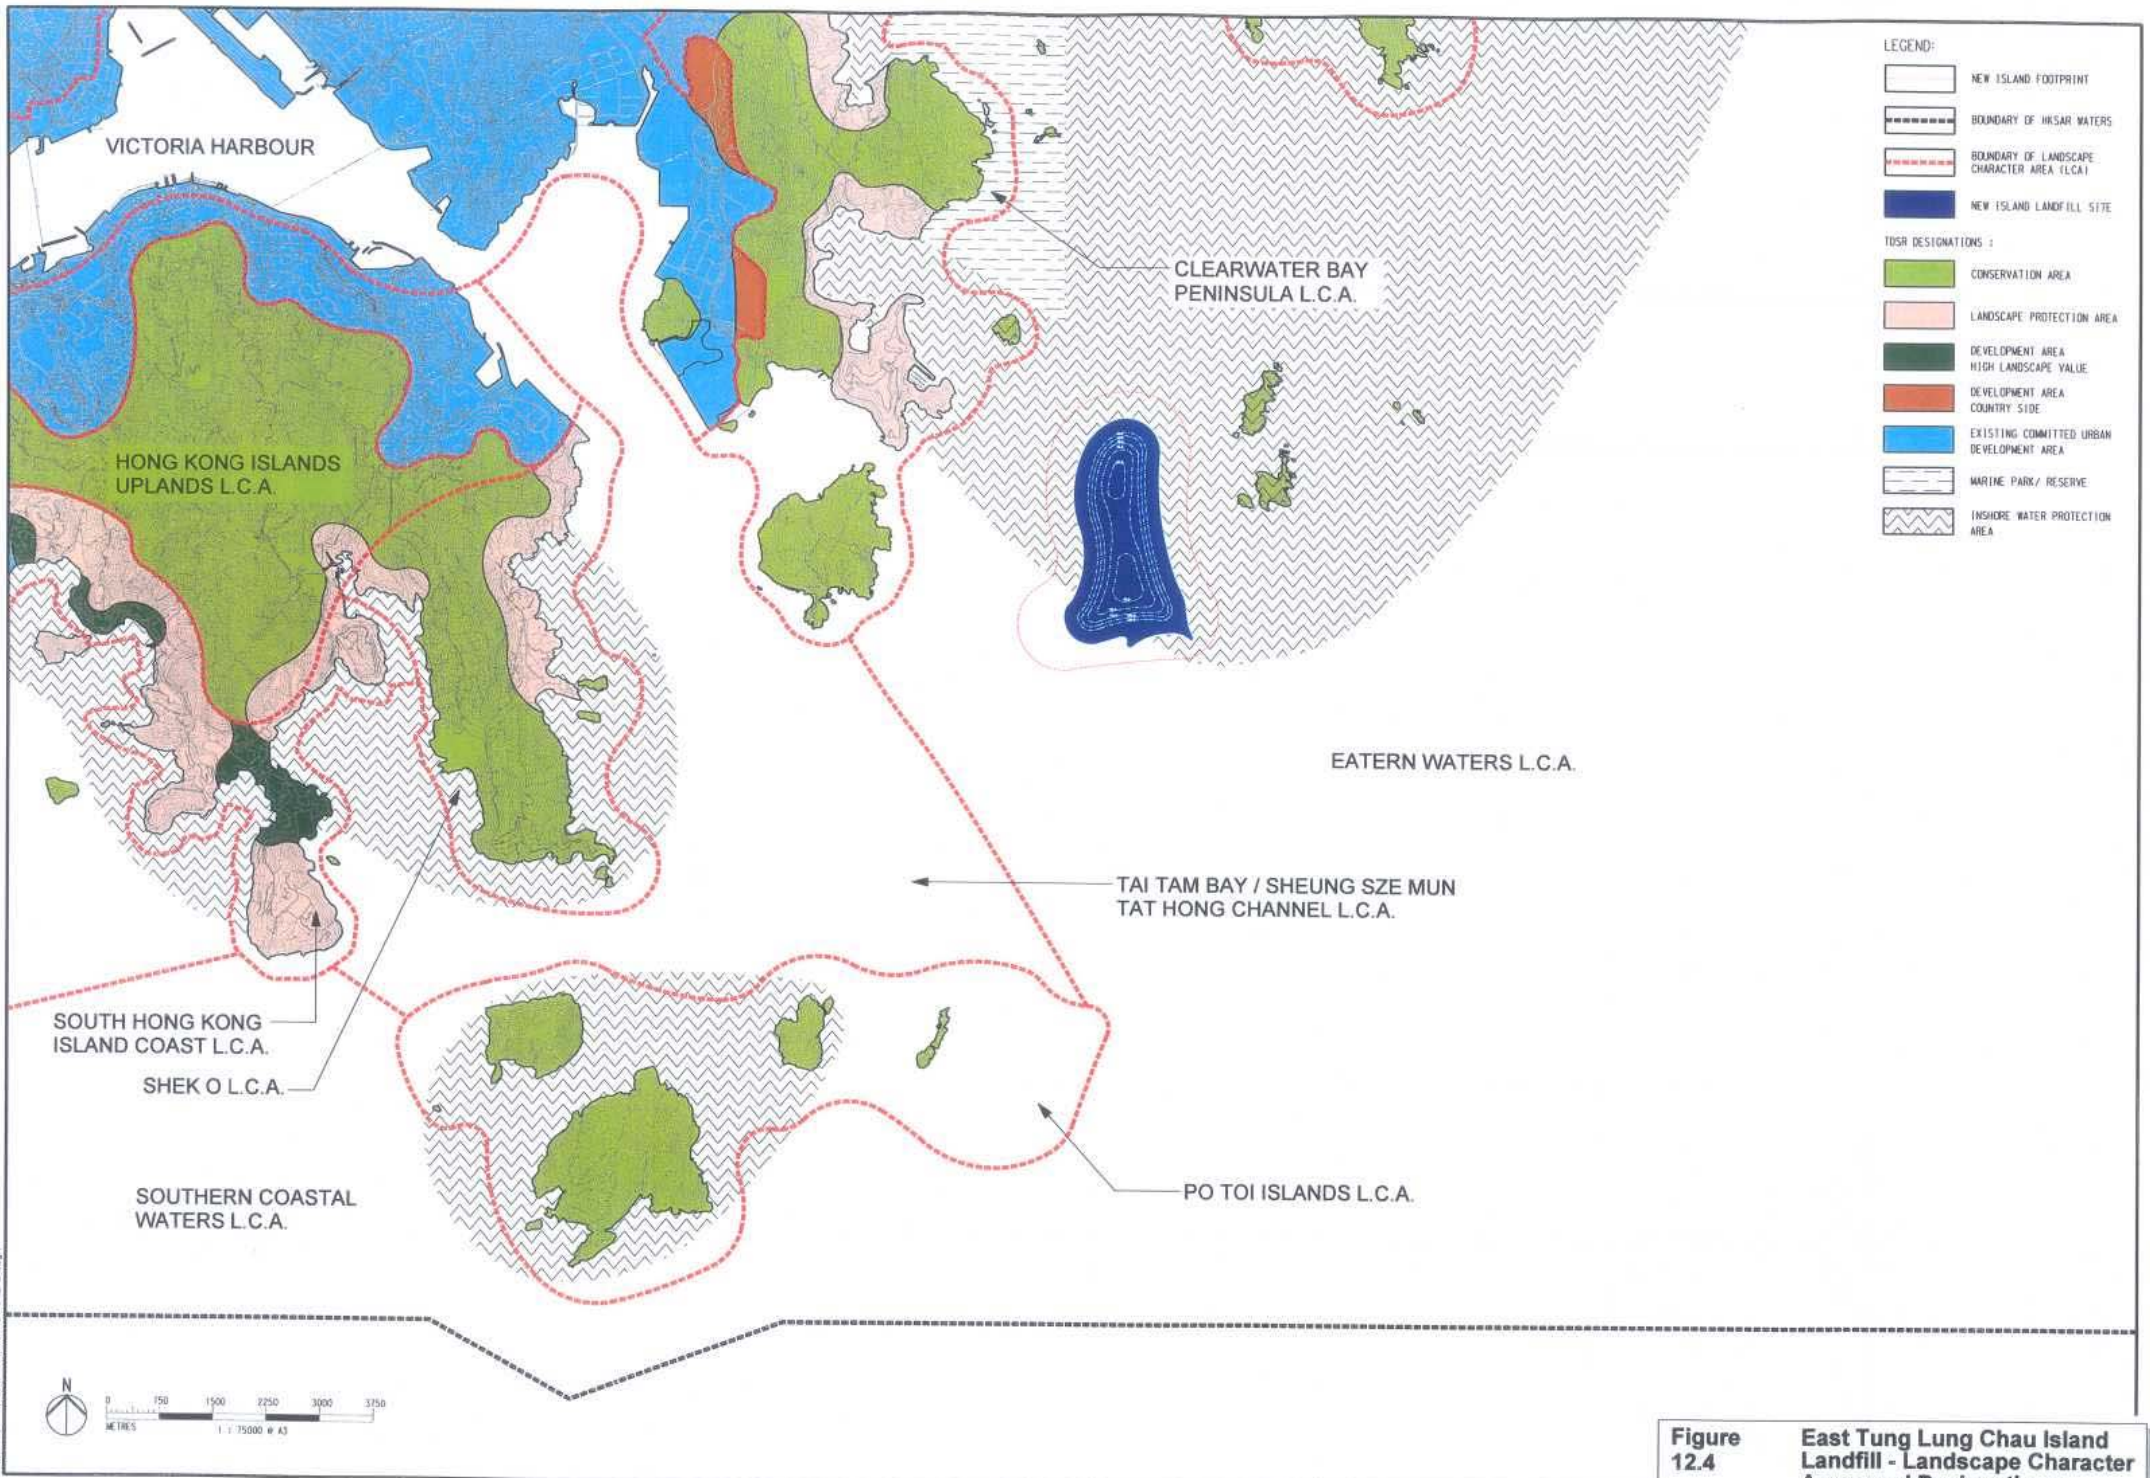 VICTORIA HARBOUR
CLEARWATER BAY
PENINSULA L.C.A.
HONG KONG ISLANDS
UPLANDS L.C.A.
EATERN WATERS L.C.A.
TAI TAM BAY / SHEUNG SZE MUN
TAT HONG CHANNEL L.C.A.
SOUTH HONG KONG
ISLAND COAST L.C.A.
SHEK O L.C.A.
PO TOI ISLANDS L.C.A.
SOUTHERN COASTAL
WATERS L.C.A.
LEGEND:
NEW ISLAND FOOTPRINT
BOUNDARY OF HKSAR WATERS
BOUNDARY OF LANDSCAPE
CHARACTER AREA (LCA)
NEW ISLAND LANDFILL SITE
TDSR DESIGNATIONS :
CONSERVATION AREA
LANDSCAPE PROTECTION AREA
DEVELOPMENT AREA
HIGH LANDSCAPE VALUE
DEVELOPMENT AREA
COUNTRY SIDE
EXISTING COMMITTED URBAN
DEVELOPMENT AREA
MARINE PARK/ RESERVE
INSHORE WATER PROTECTION
AREA
N
0 750 1500 2250 3000 3750
METRES
1 : 75000 @ A3
Figure
12.4
East Tung Lung Chau Island
Landfill - Landscape Character